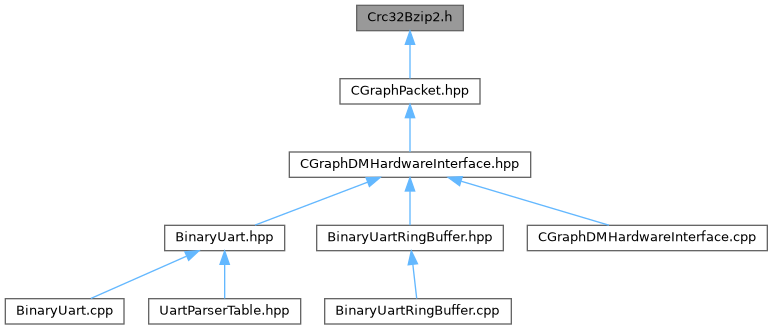 Crc32Bzip2.h
CGraphPacket.hpp
CGraphDMHardwareInterface.hpp
BinaryUart.hpp
BinaryUartRingBuffer.hpp
CGraphDMHardwareInterface.cpp
BinaryUart.cpp
UartParserTable.hpp
BinaryUartRingBuffer.cpp